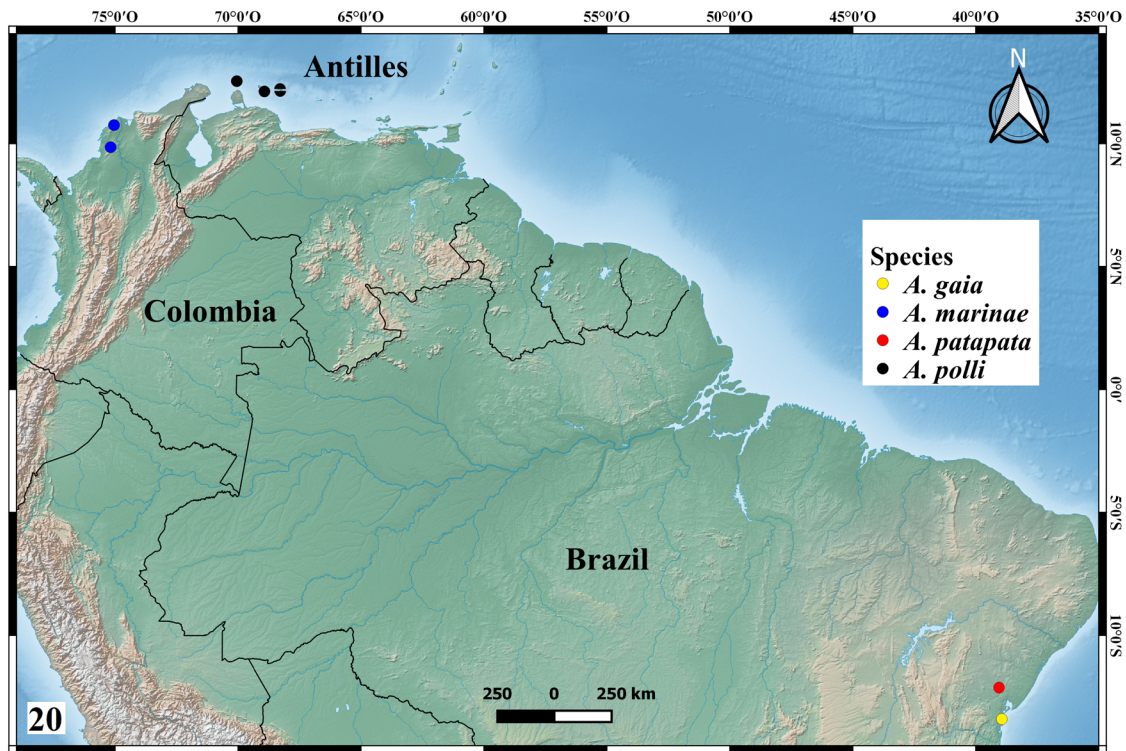 75°0'O 70°0'O 65°0'O 60°0'O 55°0'O 50°0'O 45°0'O 40°0'O 35°0'O
Antilles
N
10°0'N
Species
A. gaia
A. marinae
A. patapata
A. polli
5°0'N
Colombia
0°0'
5°0'S
Brazil
10°0'S
250 0 250 km
20